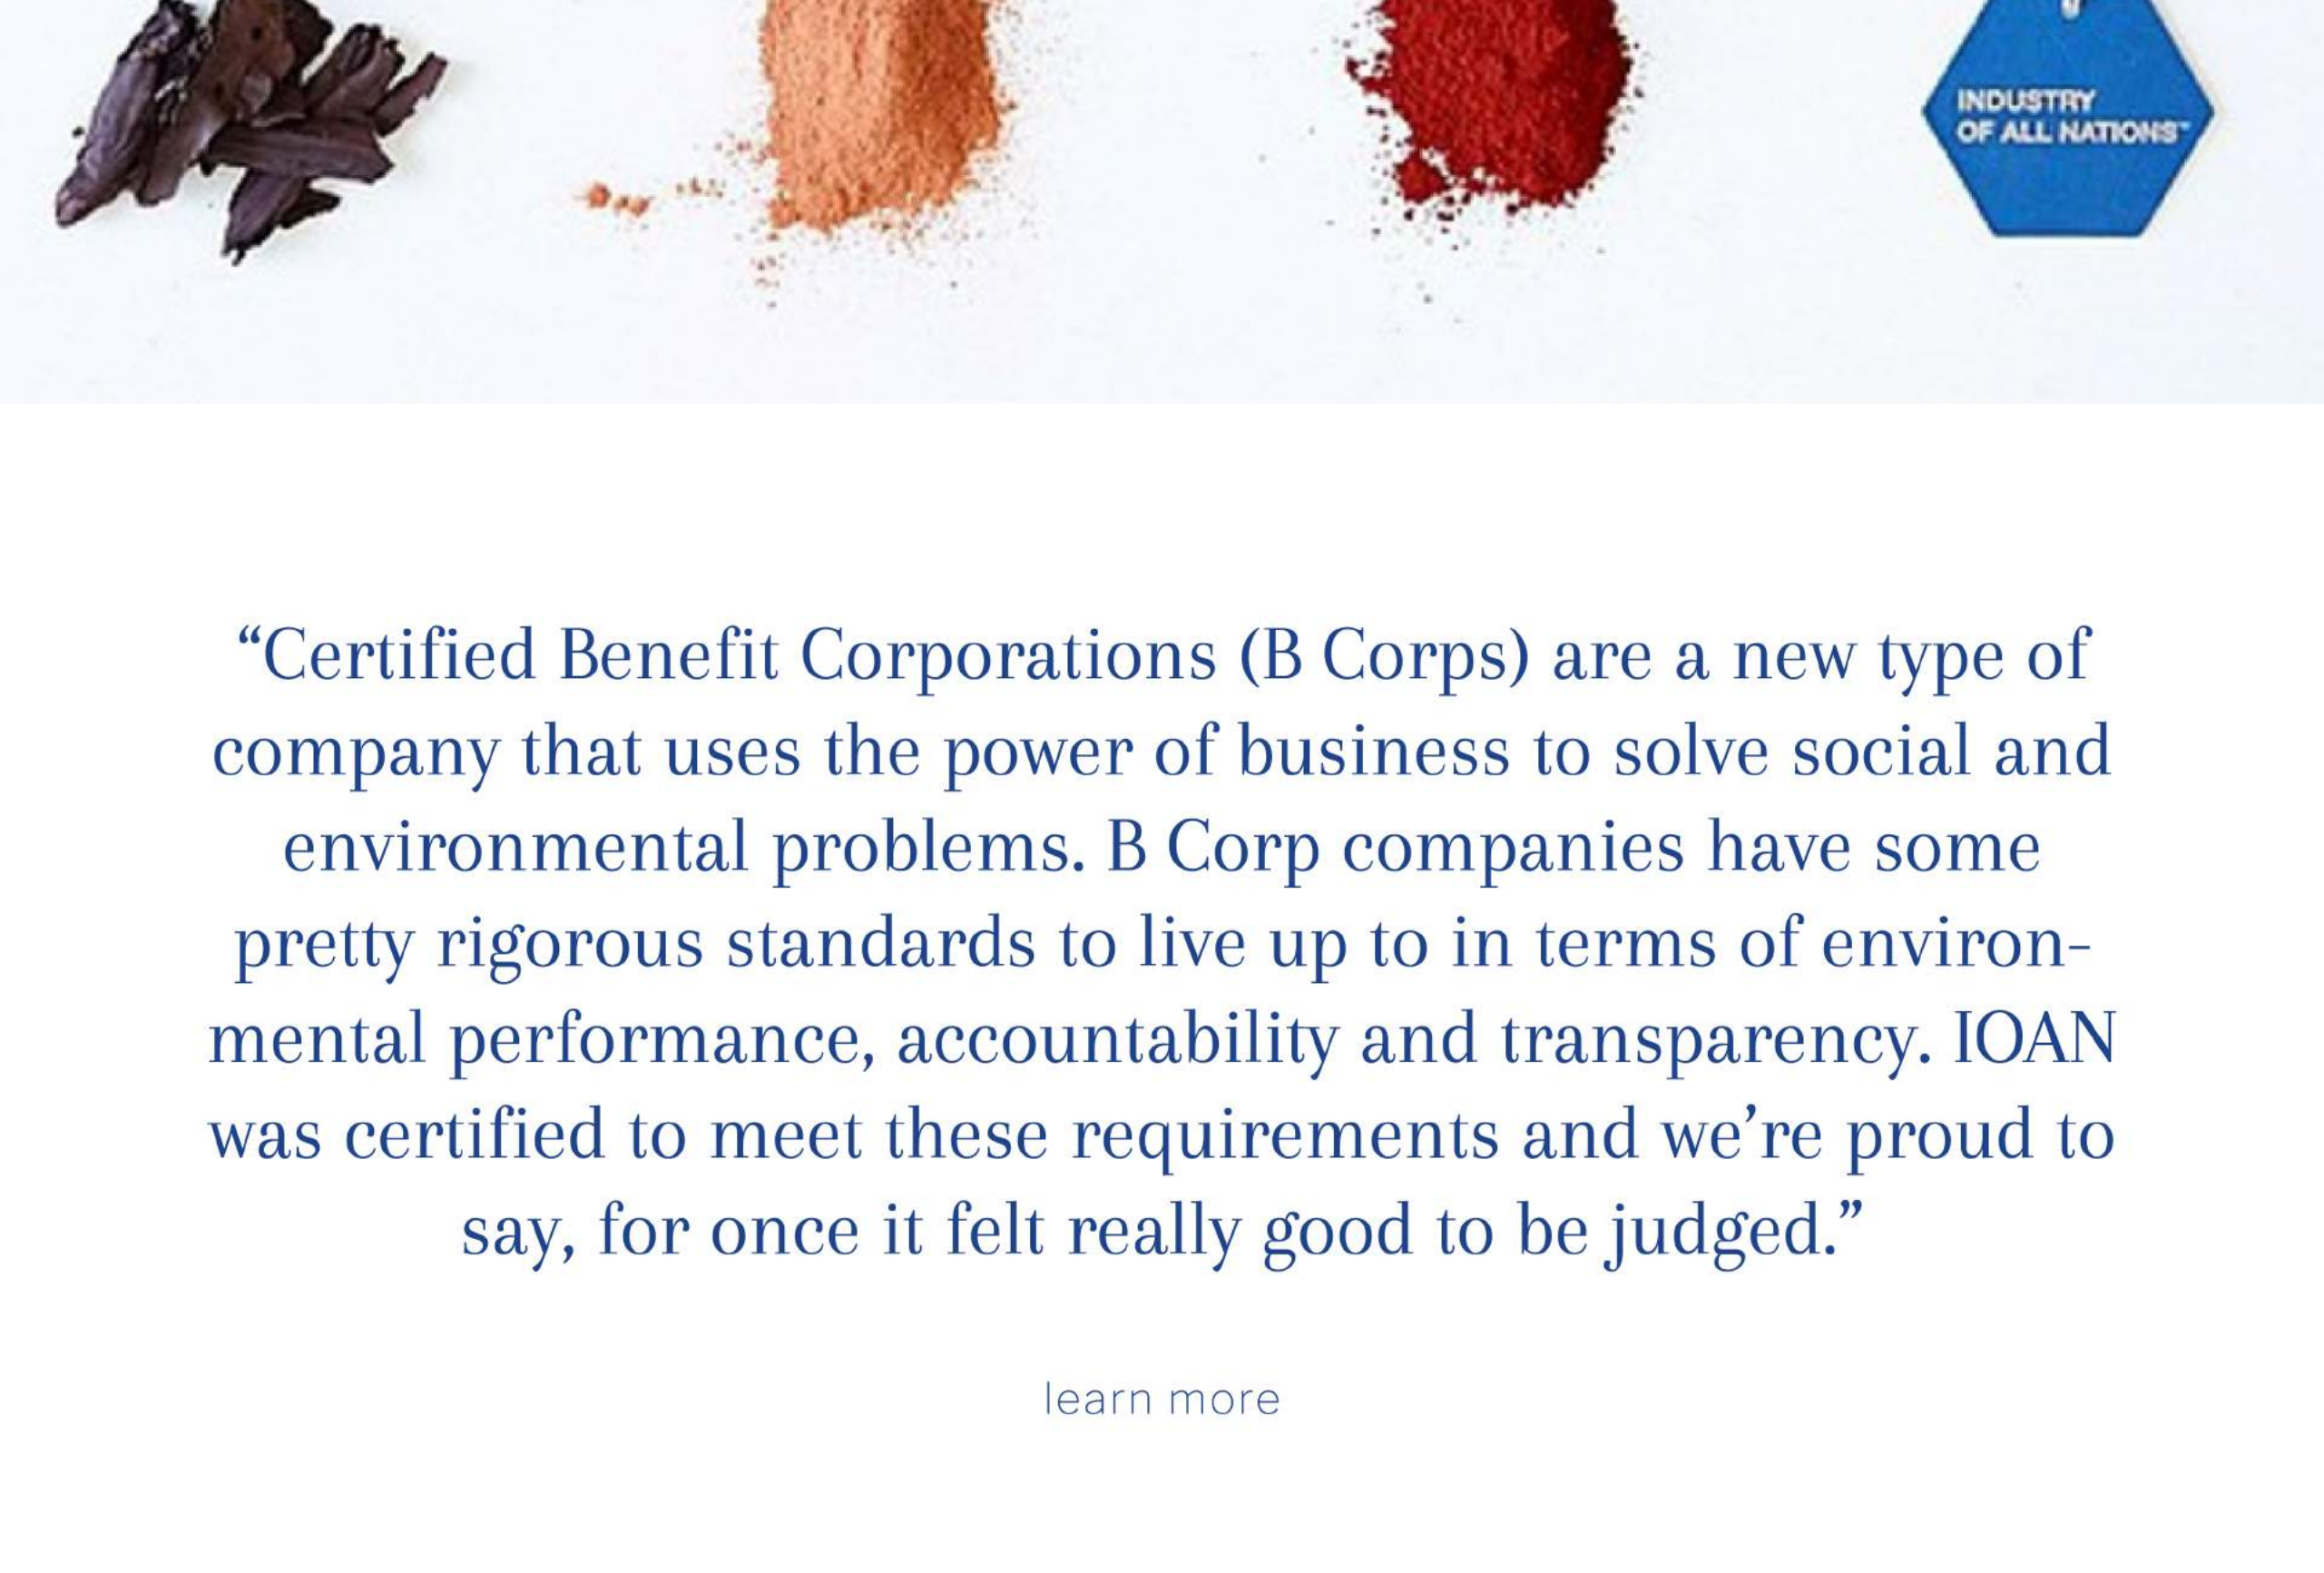 INDUSTRY
OF ALL NATIONS™
“Certified Benefit Corporations (B Corps) are a new type of
company that uses the power of business to solve social and
environmental problems. B Corp companies have some
pretty rigorous standards to live up to in terms of environ-
mental performance, accountability and transparency. IOAN
was certified to meet these requirements and we’re proud to
say, for once it felt really good to be judged.”
learn more